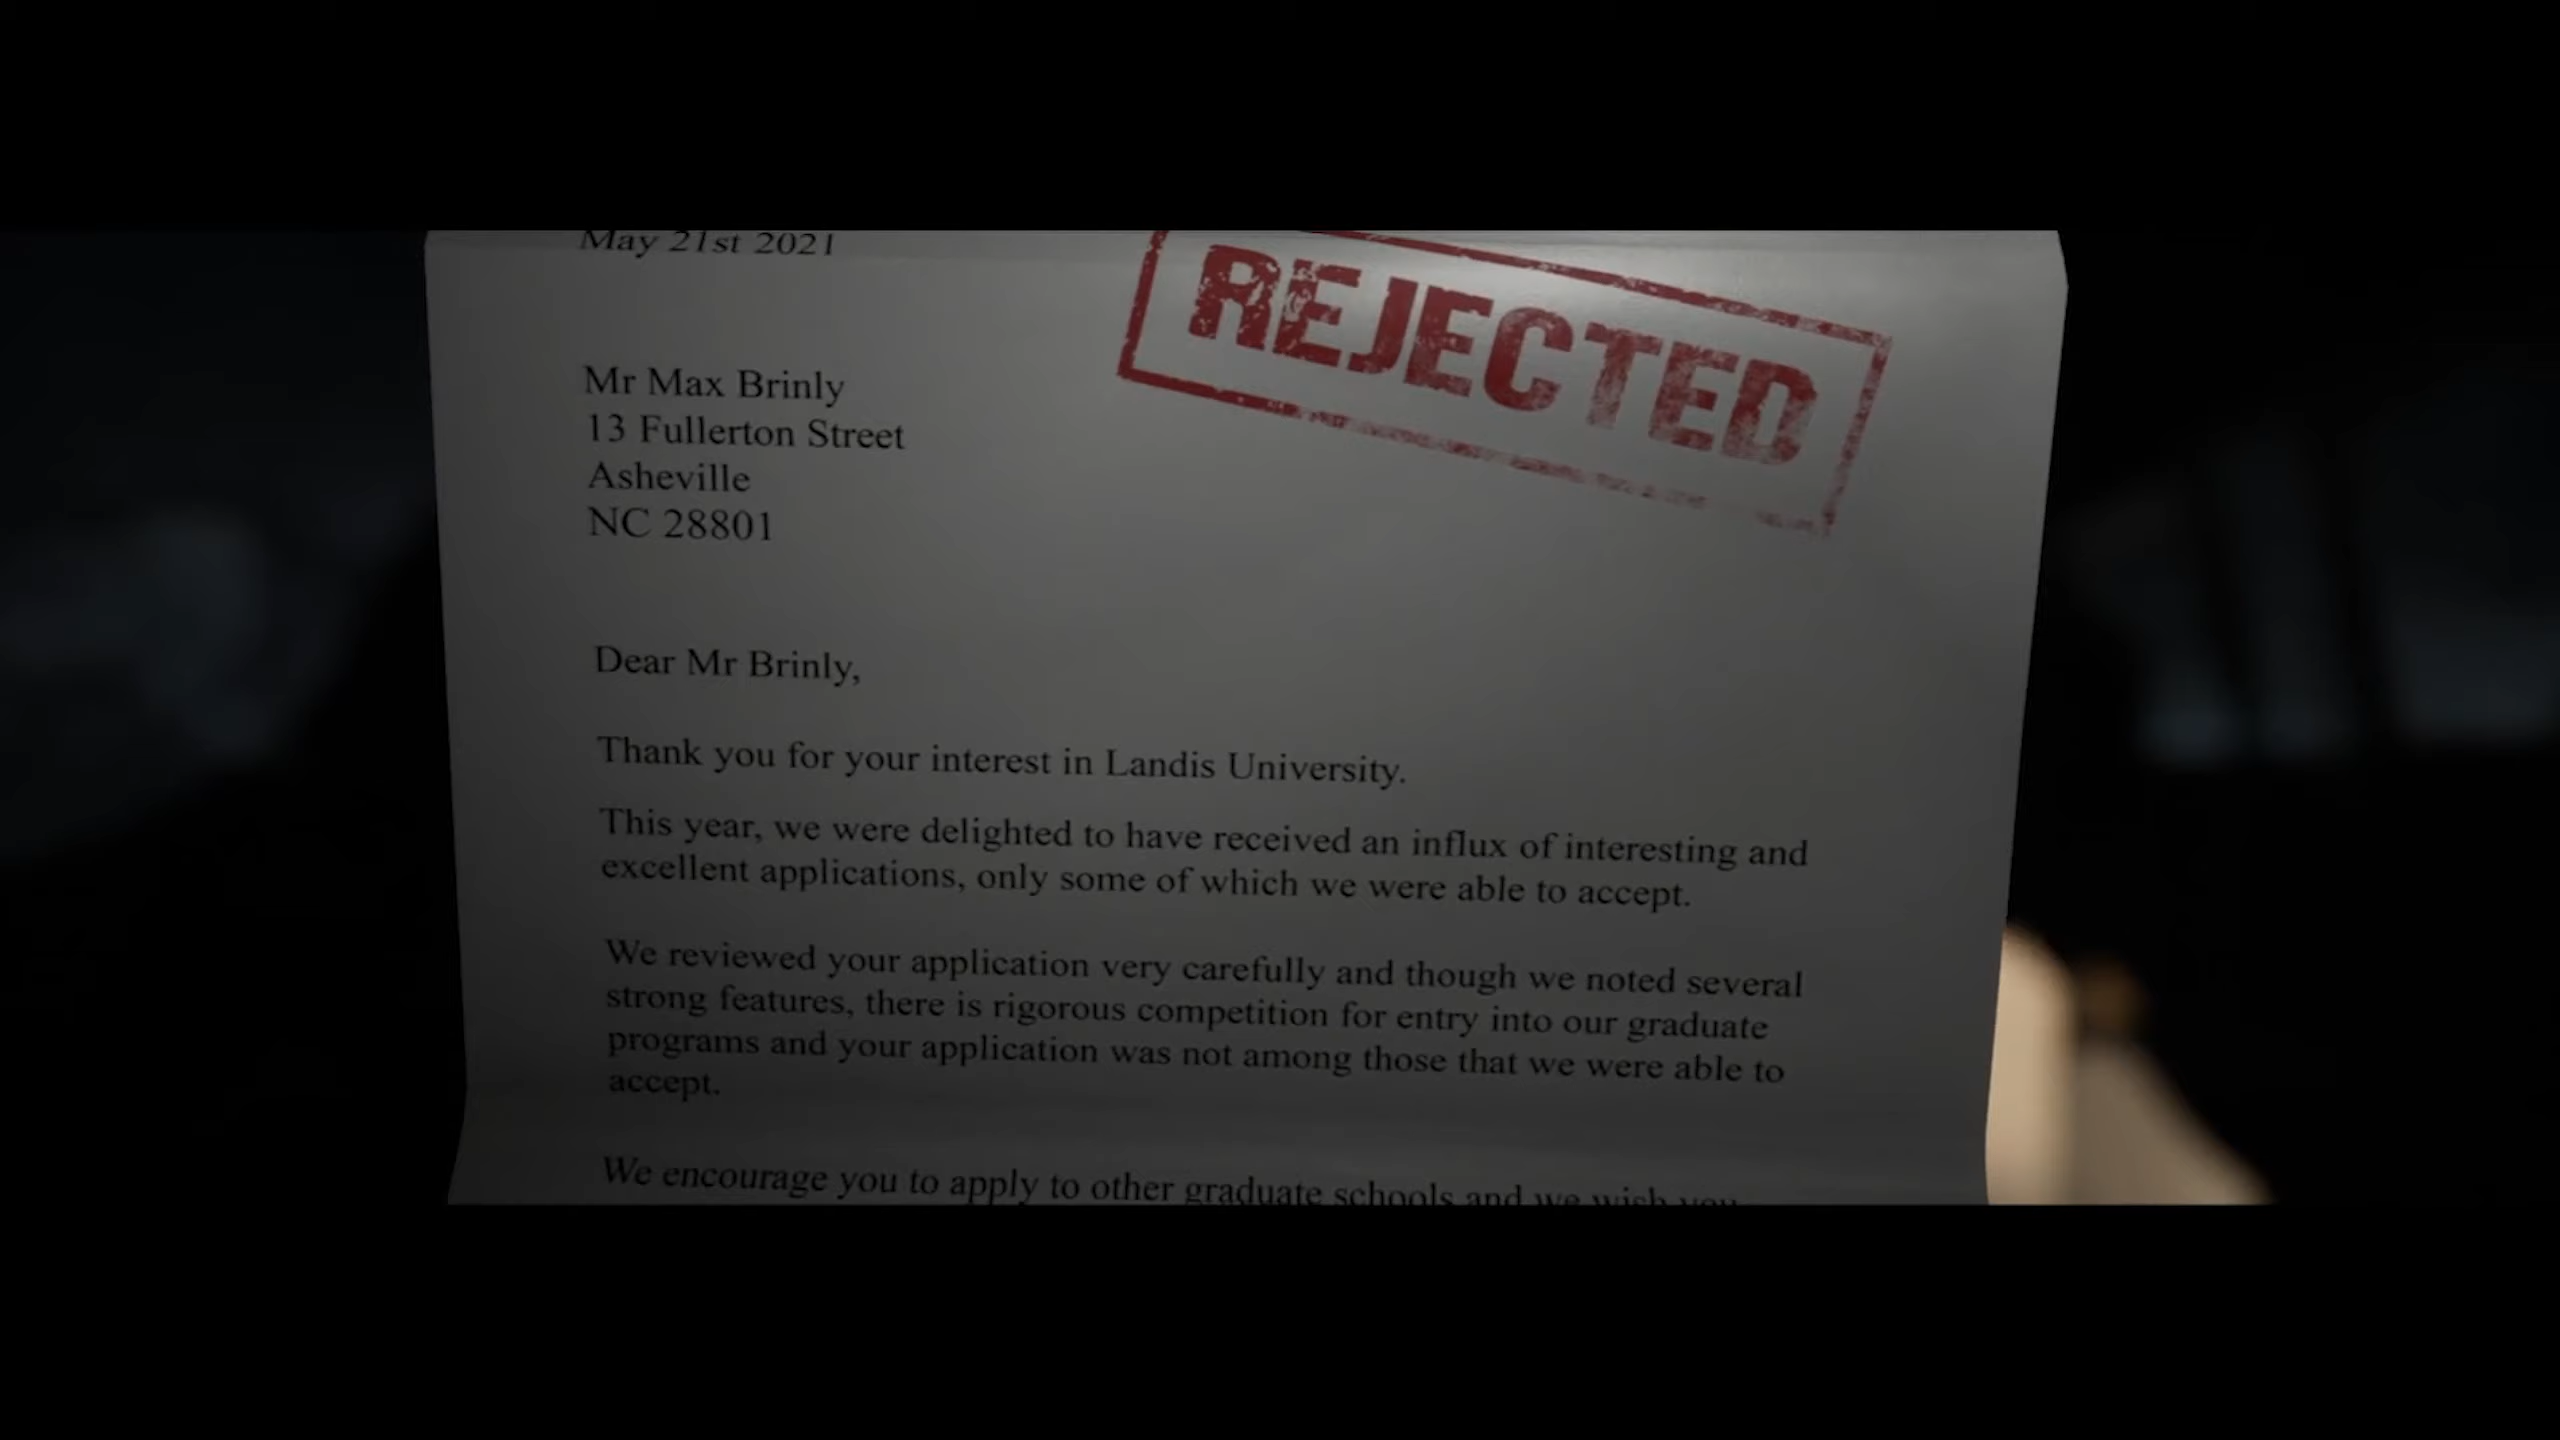 May 21st 2021
REJECTED
Mr Max Brinly
13 Fullerton Street
Asheville
NC 28801
Dear Mr Brinly,
Thank you for your interest in Landis University.
This year, we were delighted to have received an influx of interesting and
excellent applications, only some of which we were able to accept.
We reviewed your application very carefully and though we noted several
strong features, there is rigorous competition for entry into our graduate
programs and your application was not among those that we were able to
accept.
We encourage you to apply to other graduate schools and we wish you